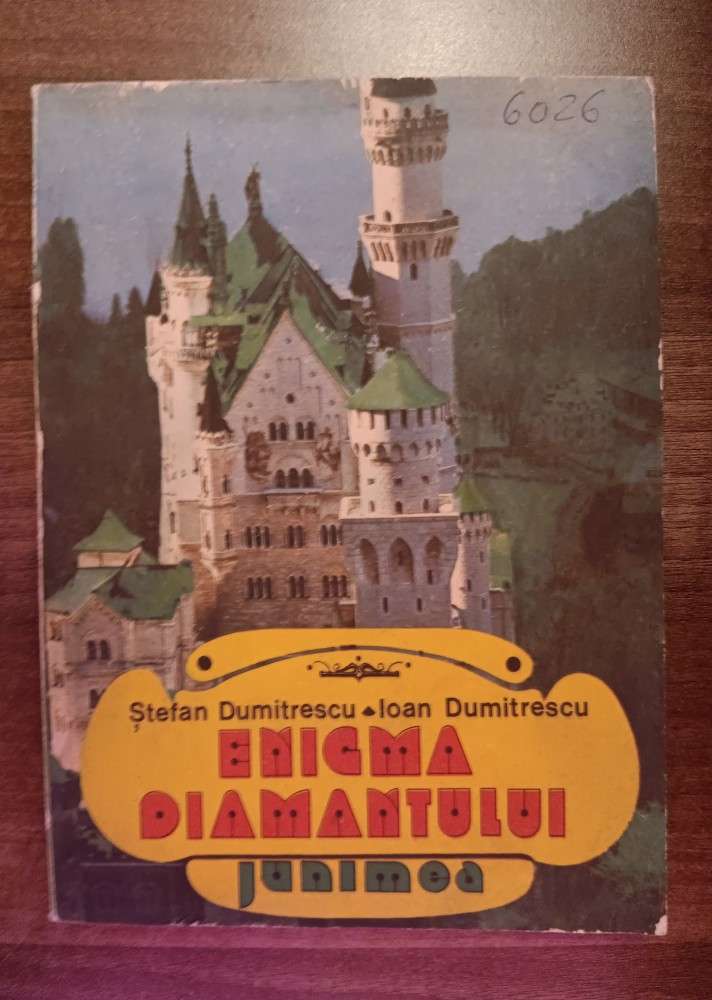 6026
Ștefan Dumitrescu ♠ Ioan Dumitrescu
ENIGMA
DIAMANTULUI
junimea